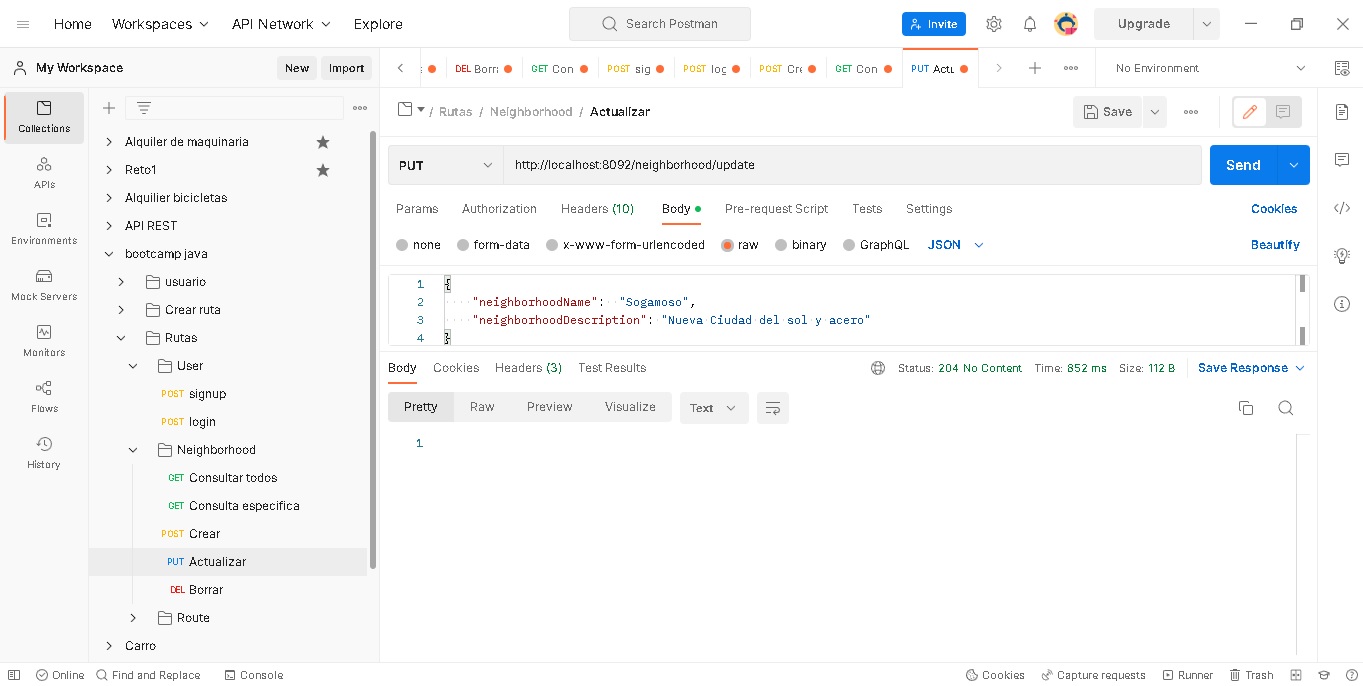 Home Workspaces API Network Explore Search Postman Invite Upgrade
My Workspace New Import DEL Borr GET Con POST sig POST log POST Cre GET Con PUT Actu No Environment
Collections
APIs
Environments
Mock Servers
Monitors
Flows
History
Alquiler de maquinaria
Reto1
Alquilier bicicletas
API REST
bootcamp java
usuario
Crear ruta
Rutas
User
POST signup
POST login
Neighborhood
GET Consultar todos
GET Consulta especifica
POST Crear
PUT Actualizar
DEL Borrar
Route
Carro
/ Rutas / Neighborhood / Actualizar Save
PUT http://localhost:8092/neighborhood/update Send
Params Authorization Headers (10) Body Pre-request Script Tests Settings Cookies
none form-data x-www-form-urlencoded raw binary GraphQL JSON Beautify
1 {
2 "neighborhoodName": "Sogamoso",
3 "neighborhoodDescription": "Nueva Ciudad del sol y acero"
4 }
Body Cookies Headers (3) Test Results Status: 204 No Content Time: 852 ms Size: 112 B Save Response
Pretty Raw Preview Visualize Text
1
Online Find and Replace Console Cookies Capture requests Runner Trash